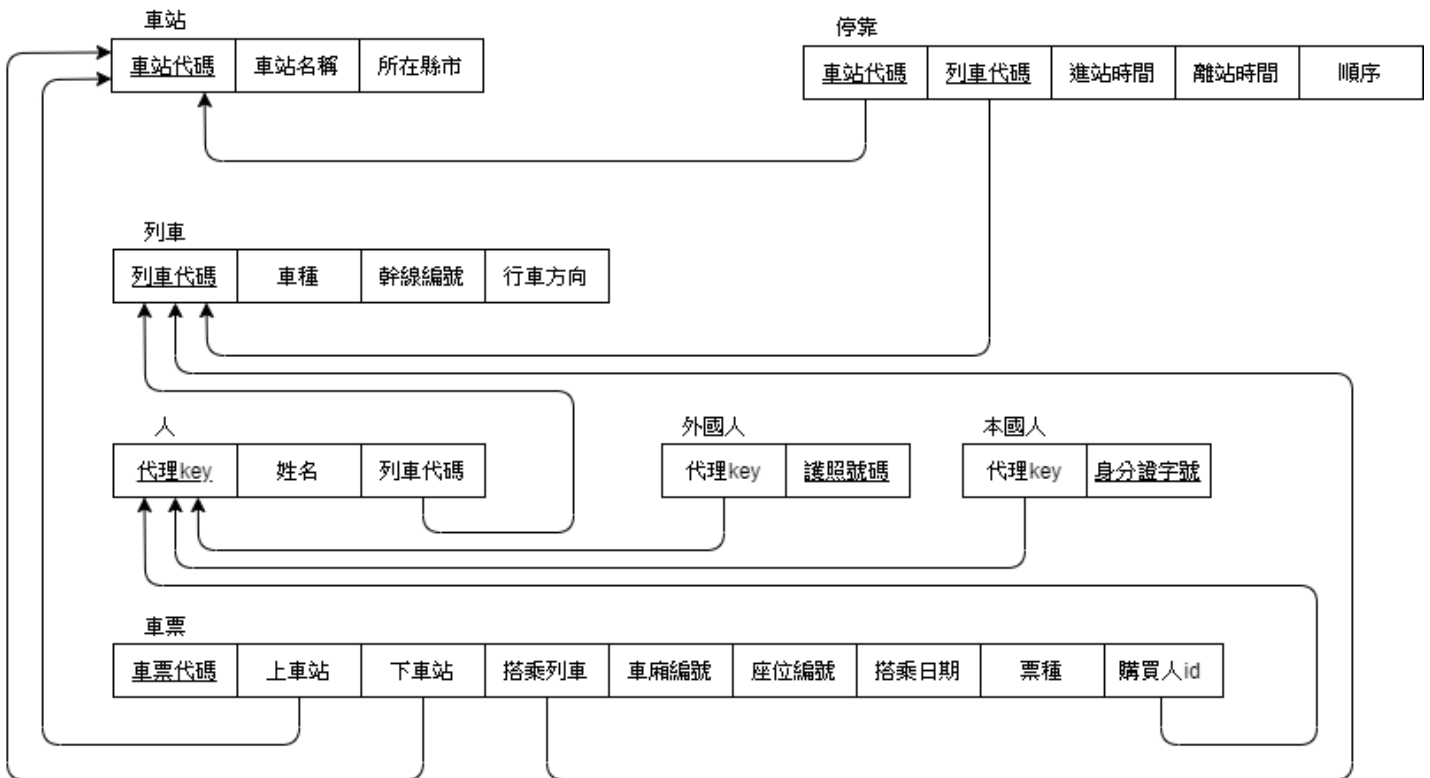 車站
車站代碼 車站名稱 所在縣市
停靠
車站代碼 列車代碼 進站時間 離站時間 順序
列車
列車代碼 車種 幹線編號 行車方向
人
代理key 姓名 列車代碼
外國人
代理key 護照號碼
本國人
代理key 身分證字號
車票
車票代碼 上車站 下車站 搭乘列車 車廂編號 座位編號 搭乘日期 票種 購買人id